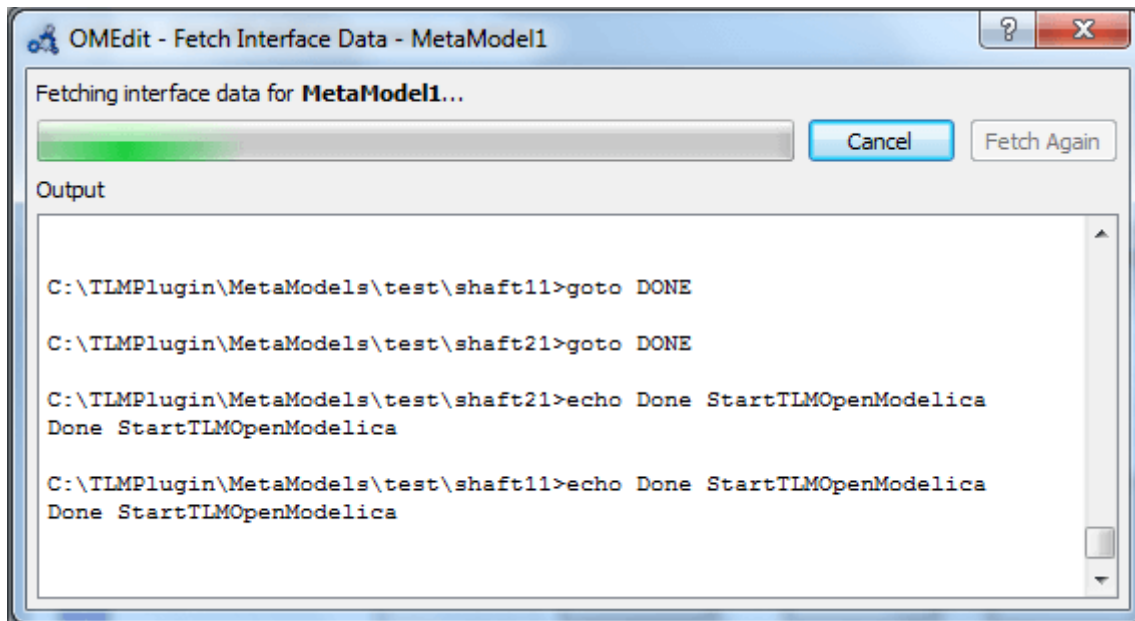 OMEdit - Fetch Interface Data - MetaModel1
Fetching interface data for MetaModel1...
Cancel
Fetch Again
Output
C:\TLMPlugin\MetaModels\test\shaft11>goto DONE
C:\TLMPlugin\MetaModels\test\shaft21>goto DONE
C:\TLMPlugin\MetaModels\test\shaft21>echo Done StartTLMOpenModelica
Done StartTLMOpenModelica
C:\TLMPlugin\MetaModels\test\shaft11>echo Done StartTLMOpenModelica
Done StartTLMOpenModelica